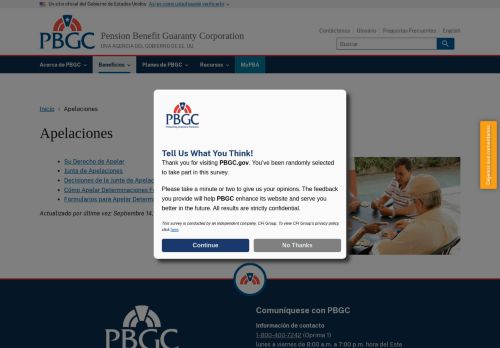 Un sitio oficial del Gobierno de Estados Unidos Así es como usted puede verificarlo
Contáctenos Glosario Preguntas Frecuentes English
PBGC
Pension Benefit Guaranty Corporation
UNA AGENCIA DEL GOBIERNO DE EE. UU.
Buscar
Acerca de PBGC Beneficios Planes de PBGC Recursos MyPBA
Inicio Apelaciones
Apelaciones
Su Derecho de Apelar
Junta de Apelaciones
Decisiones de la Junta de Apelac
Cómo Apelar Determinaciones F
Formularios para Apelar Determ
Actualizado por última vez: Septiembre 14,
PBGC
Protecting America's Pensions
Tell Us What You Think!
Thank you for visiting PBGC.gov. You've been randomly selected
to take part in this survey.
Please take a minute or two to give us your opinions. The feedback
you provide will help PBGC enhance its website and serve you
better in the future. All results are strictly confidential.
This survey is conducted by an independent company, CFI Group. To view CFI Group's privacy policy,
click here.
Continue No Thanks
PBGC
Comuníquese con PBGC
Información de contacto
1-800-400-7242 (Oprima 1)
lunes a viernes de 8:00 a.m. a 7:00 p.m. hora del Este